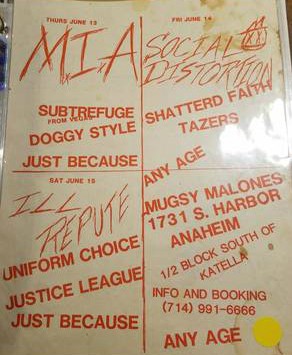 THURS JUNE 13
M.I.A
SUBTREFUGE
FROM VEGAS
DOGGY STYLE
JUST BECAUSE
FRI JUNE 14
SOCIAL
DISTORTION
SHATTERD FAITH
TAZERS
ANY AGE
SAT JUNE 15
ILL
REPUTE
UNIFORM CHOICE
JUSTICE LEAGUE
JUST BECAUSE
MUGSY MALONES
1731 S. HARBOR
ANAHEIM
1/2 BLOCK SOUTH OF
KATELLA
INFO AND BOOKING
(714) 991-6666
ANY AGE